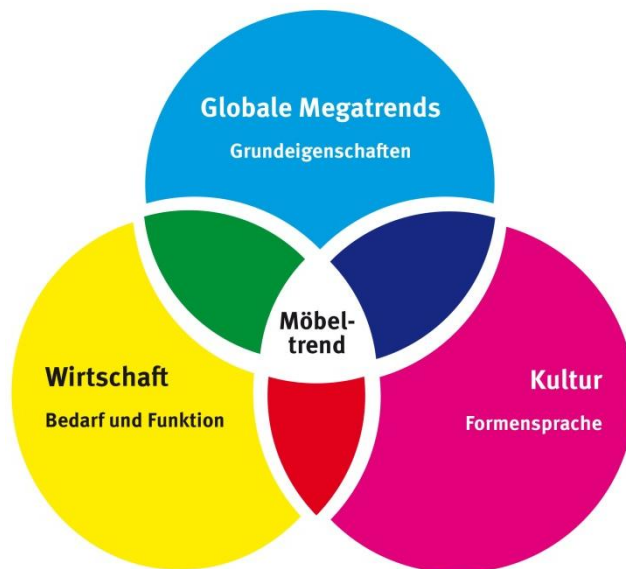 Globale Megatrends
Grundeigenschaften
Möbel-
trend
Wirtschaft
Bedarf und Funktion
Kultur
Formensprache